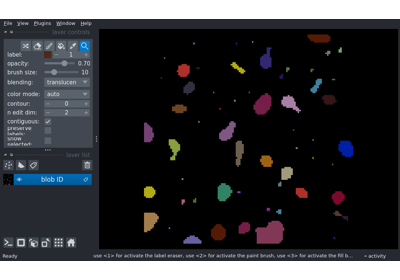 File View Plugins Window Help
layer controls
label: 1
opacity: 0.70
brush size: 10
blending: translucen
color mode: auto
contour: 0
n edit dim: 2
contiguous:
preserve
labels:
show
selected:
layer list
blob ID
Ready use <1> for activate the label eraser, use <2> for activate the paint brush, use <3> for activate the fill b... activity